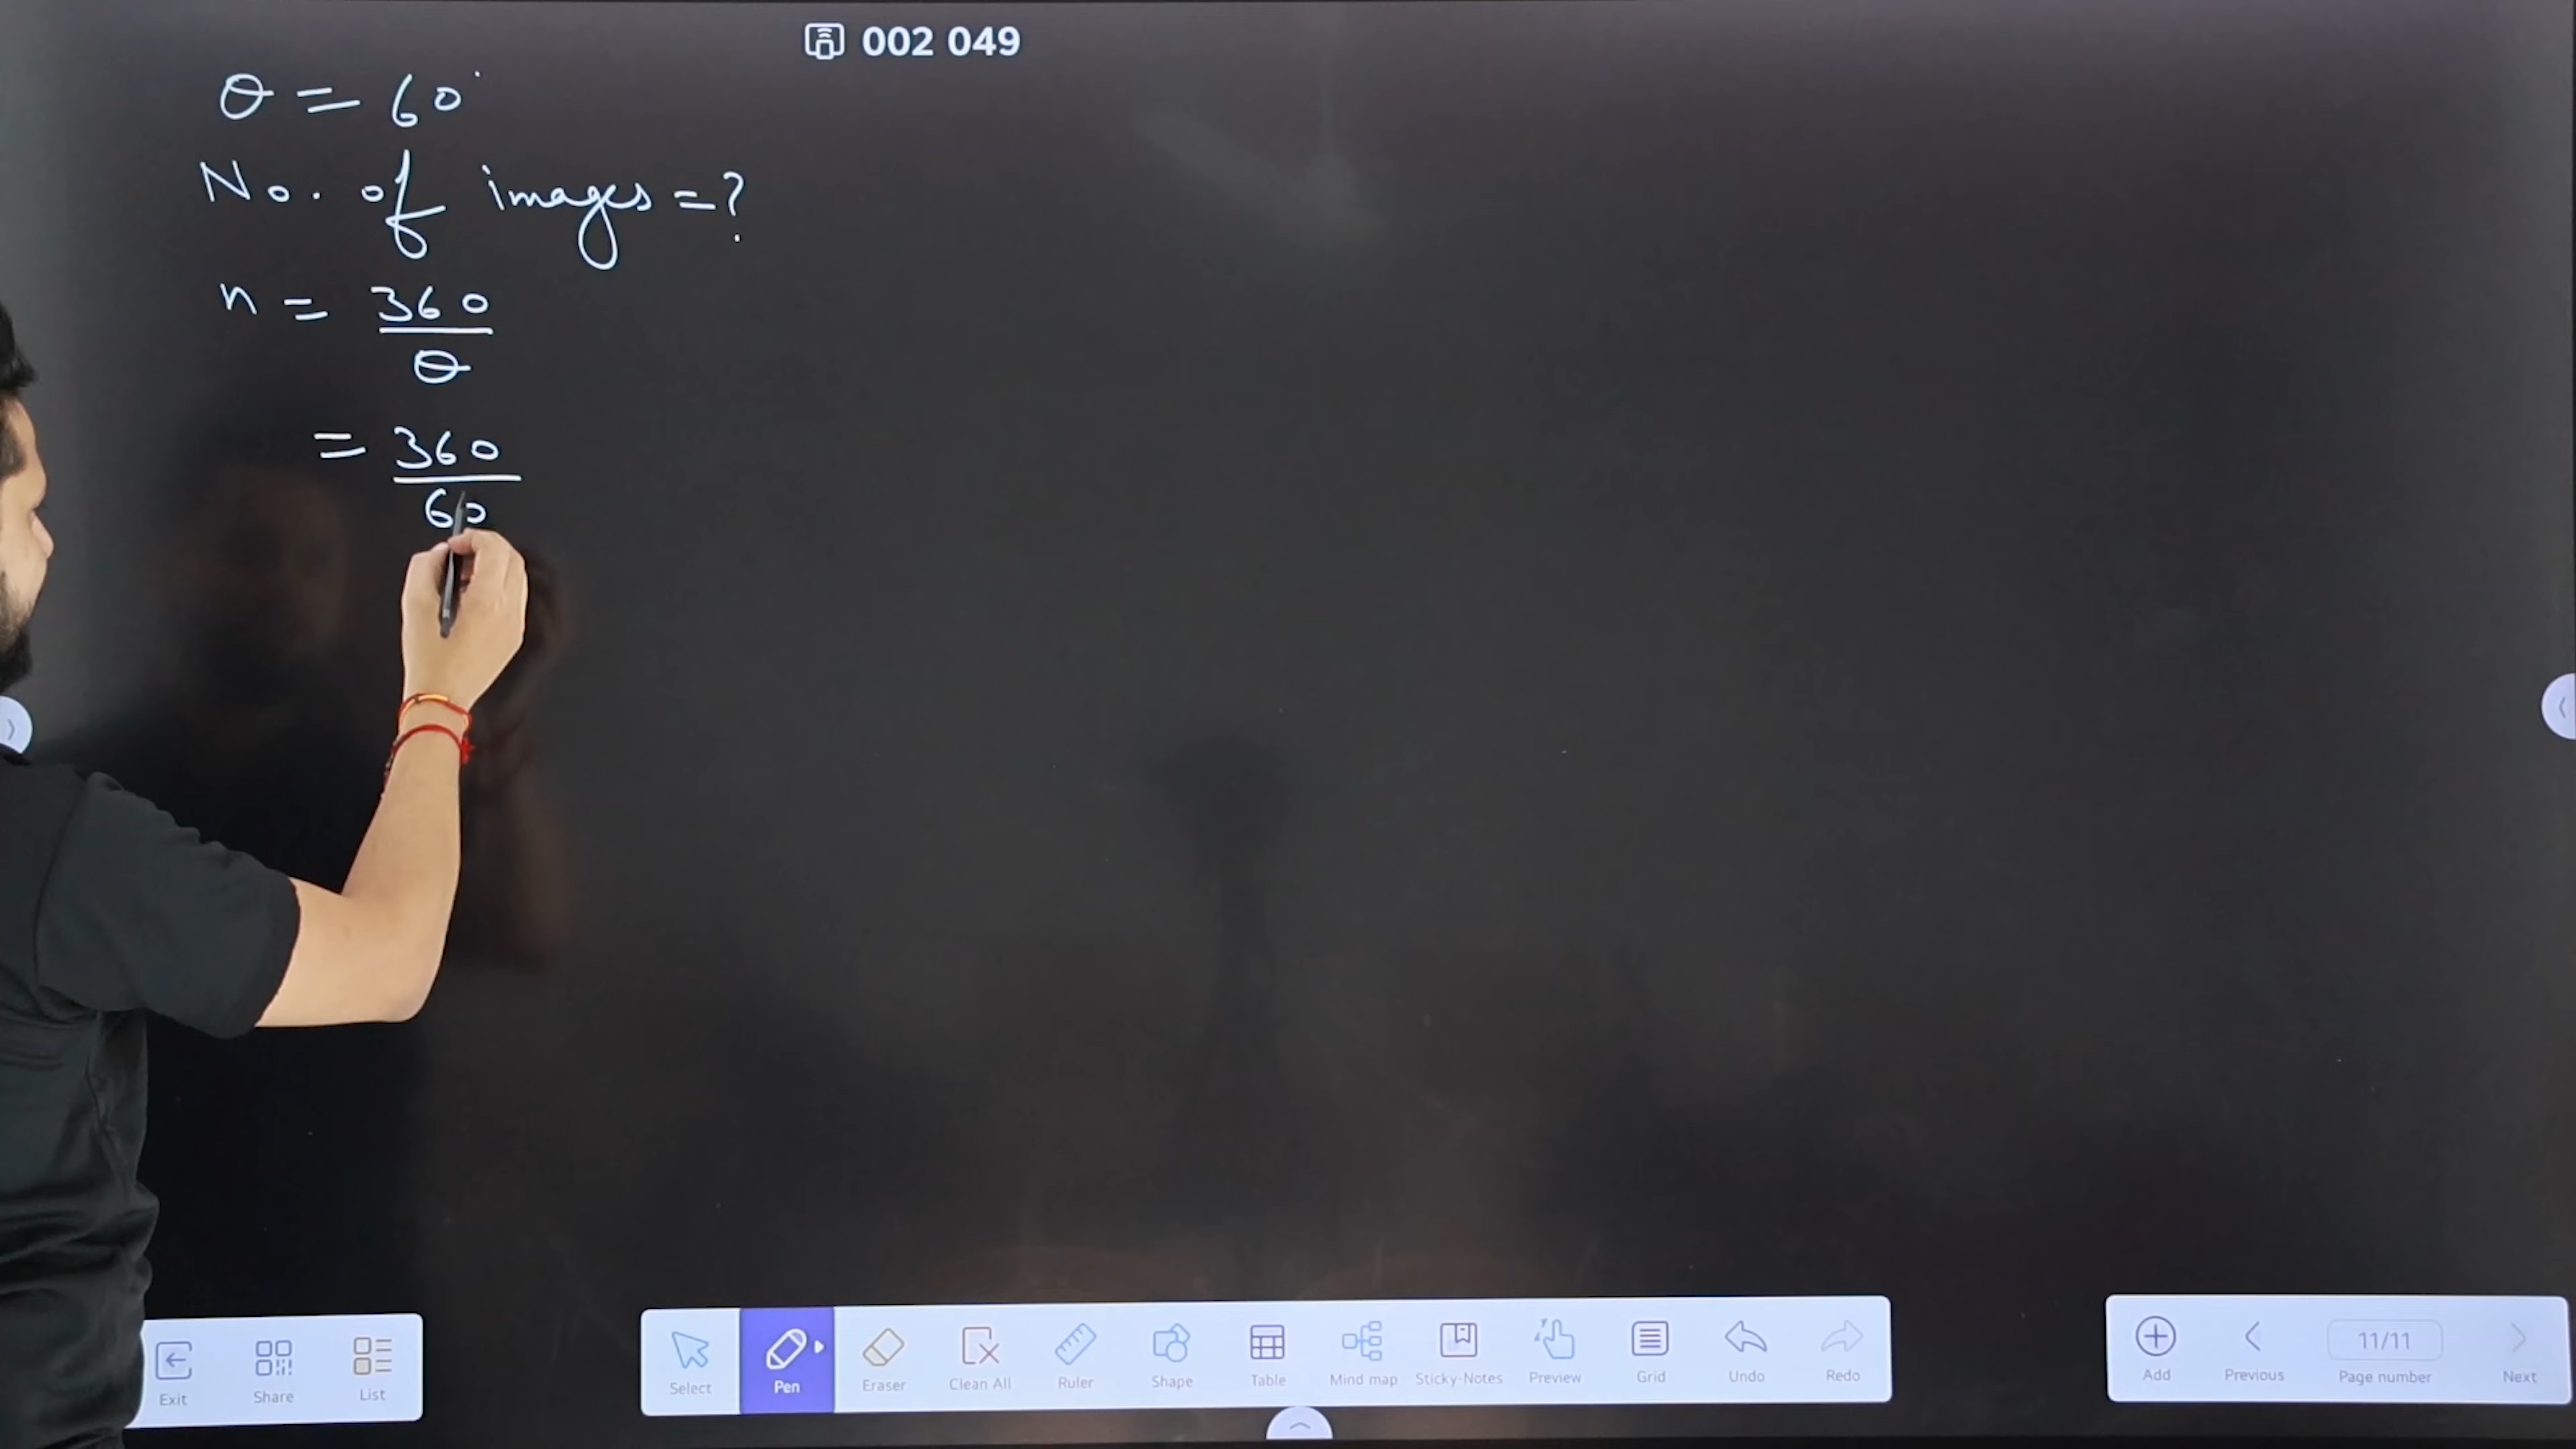 002 049
θ = 60°
No. of images = ?
n = 360
θ
= 360
60
Exit
Share
List
Select
Pen
Eraser
Clean All
Ruler
Shape
Table
Mind map
Sticky-Notes
Preview
Grid
Undo
Redo
Add
Previous
11/11
Page number
Next